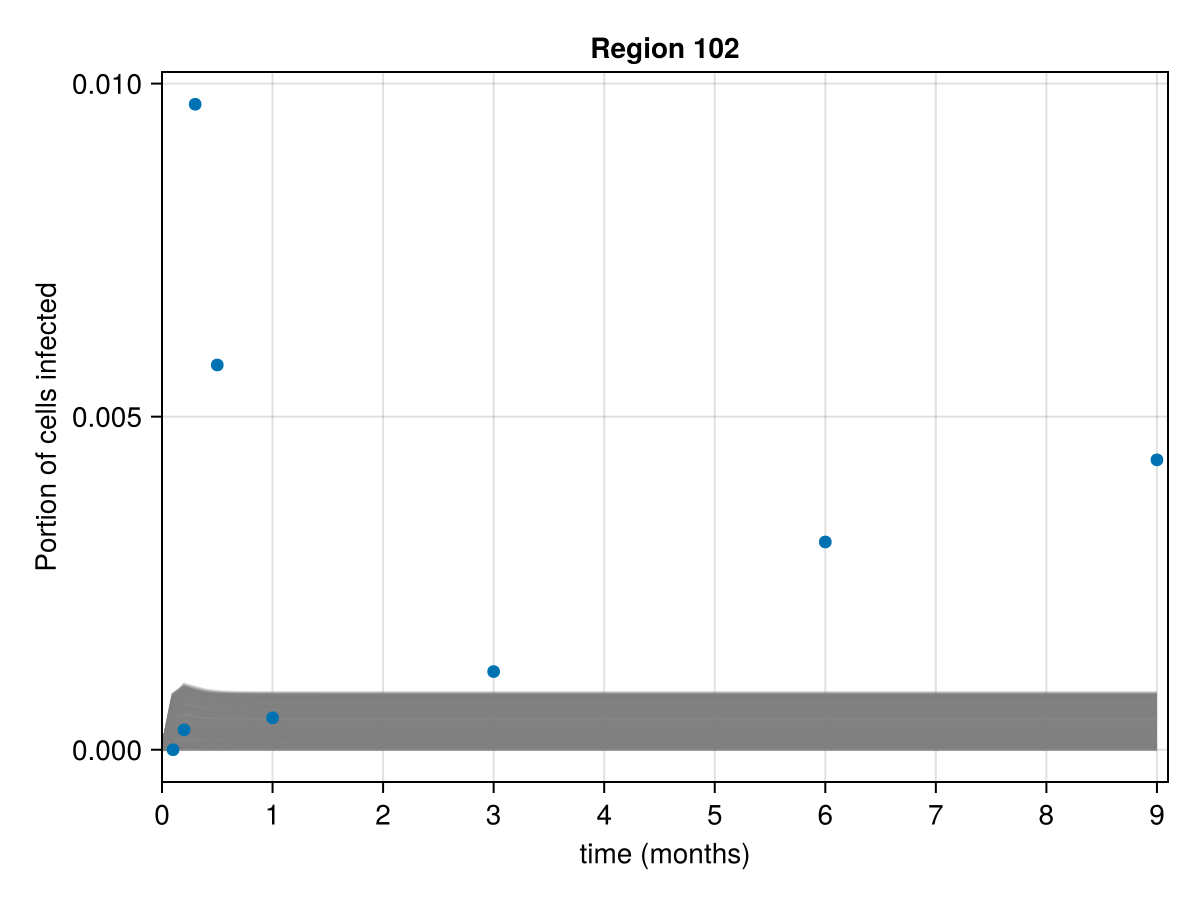 Region 102
0.010
0.005
0.000
Portion of cells infected
0 1 2 3 4 5 6 7 8 9
time (months)